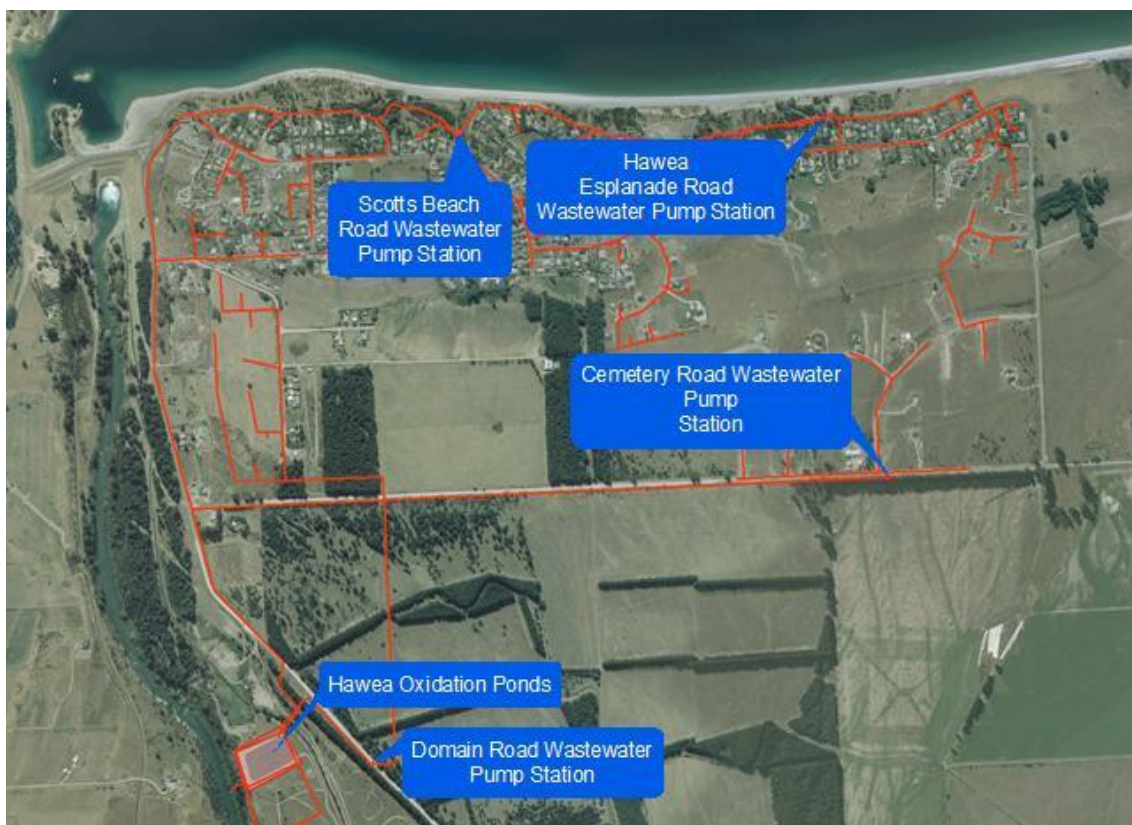 Hawea
Esplanade Road
Wastewater Pump Station
Scotts Beach
Road Wastewater
Pump Station
Cemetery Road Wastewater
Pump
Station
Hawea Oxidation Ponds
Domain Road Wastewater
Pump Station